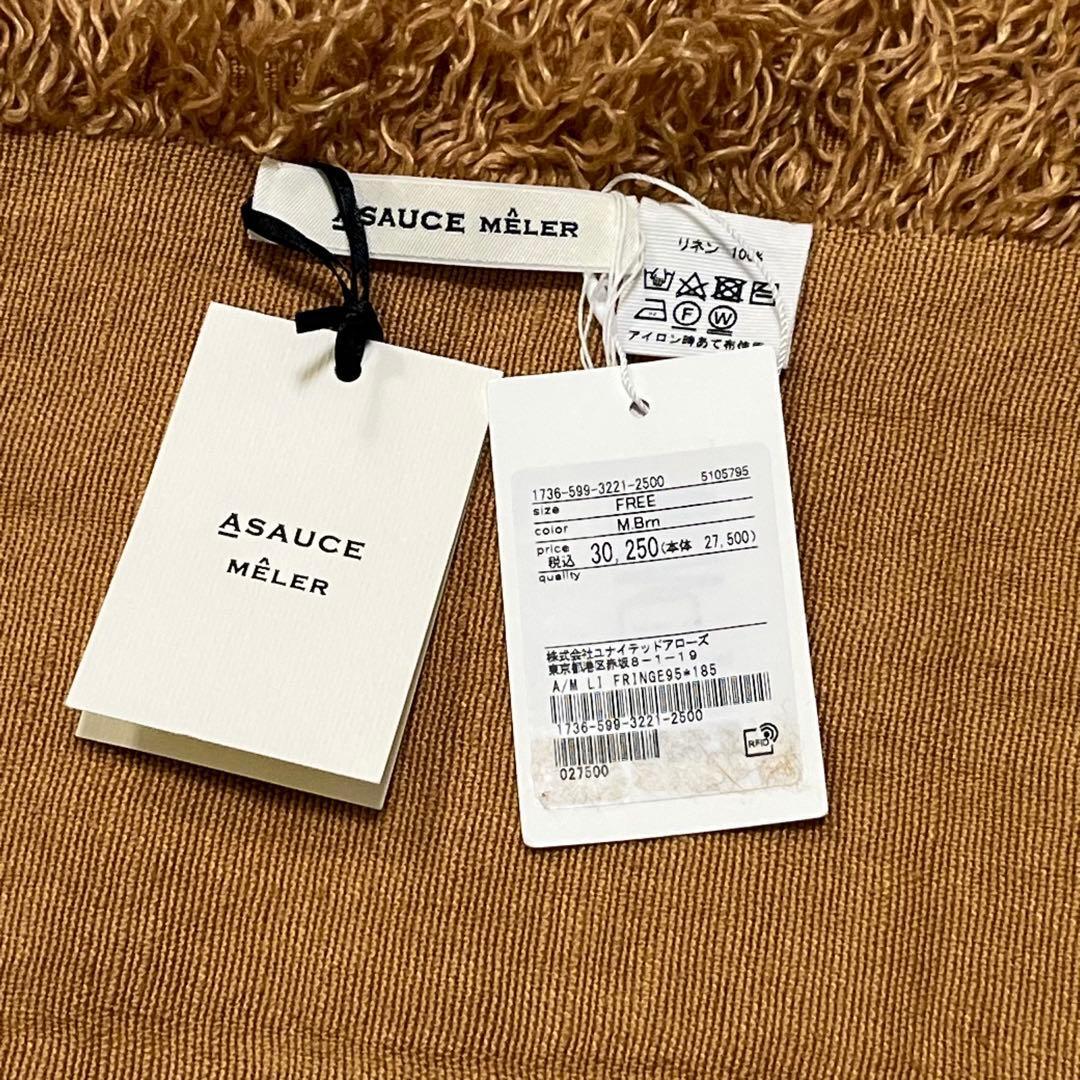 ASAUCE MÊLER
リネン 100%
F W
アイロン時あて布使用
ASAUCE
MÊLER
1736-599-3221-2500 5105795
size FREE
color M.Brn
price
税込 30,250(本体 27,500)
quality
株式会社ユナイテッドアローズ
東京都港区赤坂8-1-19
A/M LI FRINGE95*185
1736-599-3221-2500
RFID
027500